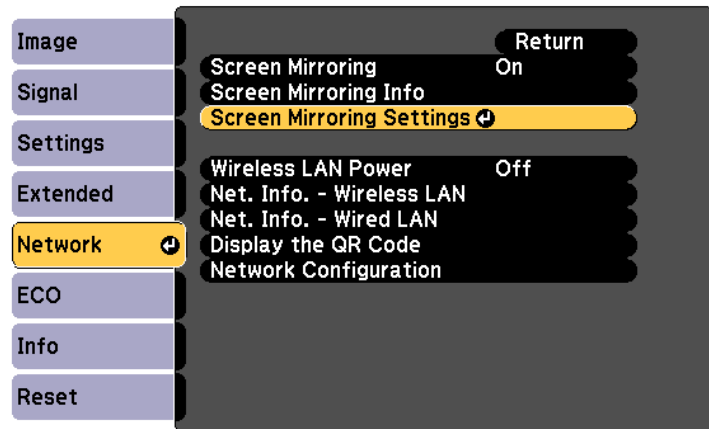 Image
Signal
Settings
Extended
Network
ECO
Info
Reset
Return
Screen Mirroring On
Screen Mirroring Info
Screen Mirroring Settings
Wireless LAN Power Off
Net. Info. - Wireless LAN
Net. Info. - Wired LAN
Display the QR Code
Network Configuration